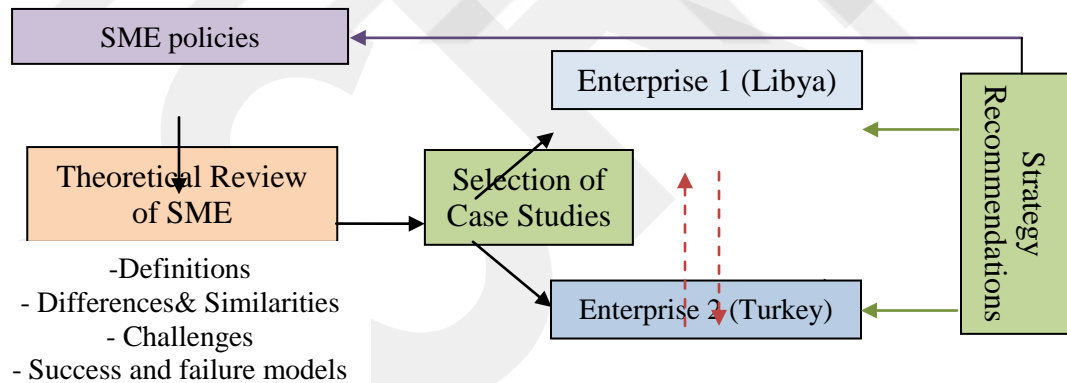 SME policies
Enterprise 1 (Libya)
Theoretical Review
of SME
Selection of
Case Studies
Strategy
Recommendations
-Definitions
- Differences& Similarities
- Challenges
- Success and failure models
Enterprise 2 (Turkey)